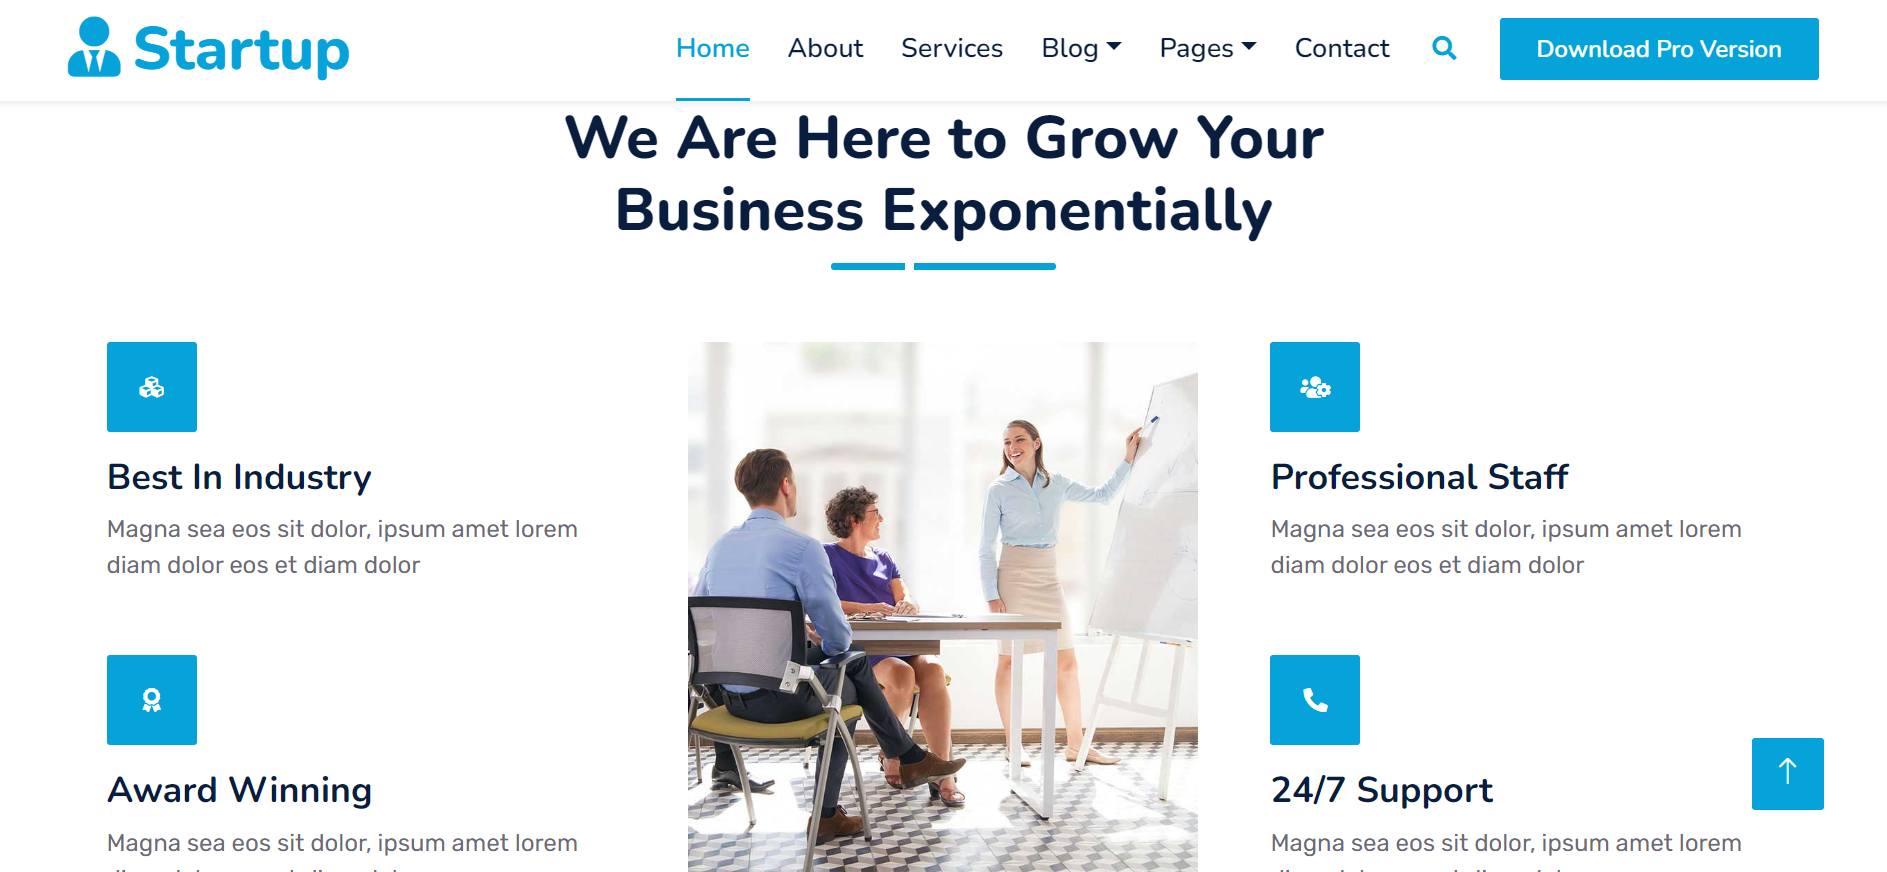 Startup
Home About Services Blog Pages Contact Download Pro Version
We Are Here to Grow Your
Business Exponentially
Best In Industry
Magna sea eos sit dolor, ipsum amet lorem
diam dolor eos et diam dolor
Award Winning
Magna sea eos sit dolor, ipsum amet lorem
Professional Staff
Magna sea eos sit dolor, ipsum amet lorem
diam dolor eos et diam dolor
24/7 Support
Magna sea eos sit dolor, ipsum amet lorem